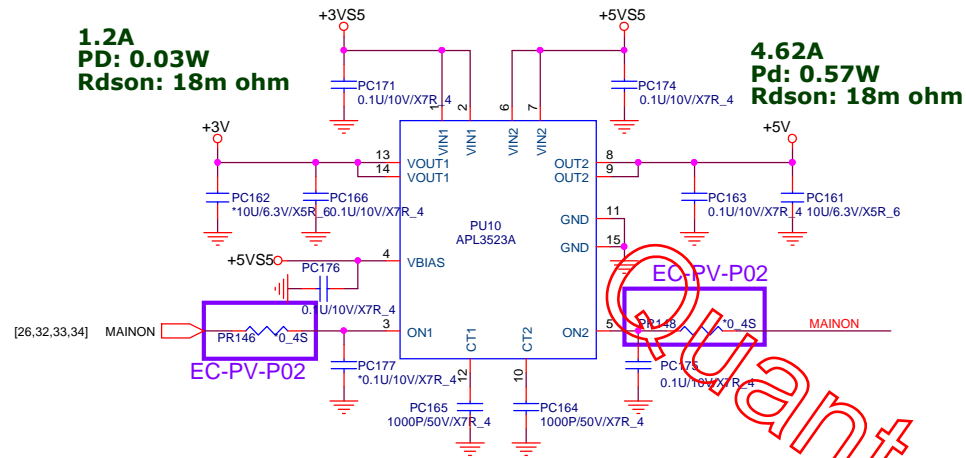 +3VS5
+5VS5
1.2A
PD: 0.03W
Rdson: 18m ohm
4.62A
Pd: 0.57W
Rdson: 18m ohm
PC171
0.1U/10V/X7R_4
PC174
0.1U/10V/X7R_4
1
2
6
7
VIN1
VIN1
VIN2
VIN2
+3V
+5V
13
VOUT1
14
VOUT1
OUT2
8
OUT2
9
PC162
*10U/6.3V/X5R_6
PC166
0.1U/10V/X7R_4
PC163
0.1U/10V/X7R_4
PC161
10U/6.3V/X5R_6
PU10
APL3523A
GND
11
GND
15
+5VS5
4
VBIAS
PC176
0.1U/10V/X7R_4
EC-PV-P02
[26,32,33,34]
MAINON
PR146
*0_4S
3
ON1
ON2
5
PR148
*0_4S
MAINON
EC-PV-P02
CT1
CT2
12
10
PC177
*0.1U/10V/X7R_4
PC175
0.1U/10V/X7R_4
PC165
1000P/50V/X7R_4
PC164
1000P/50V/X7R_4
Quant